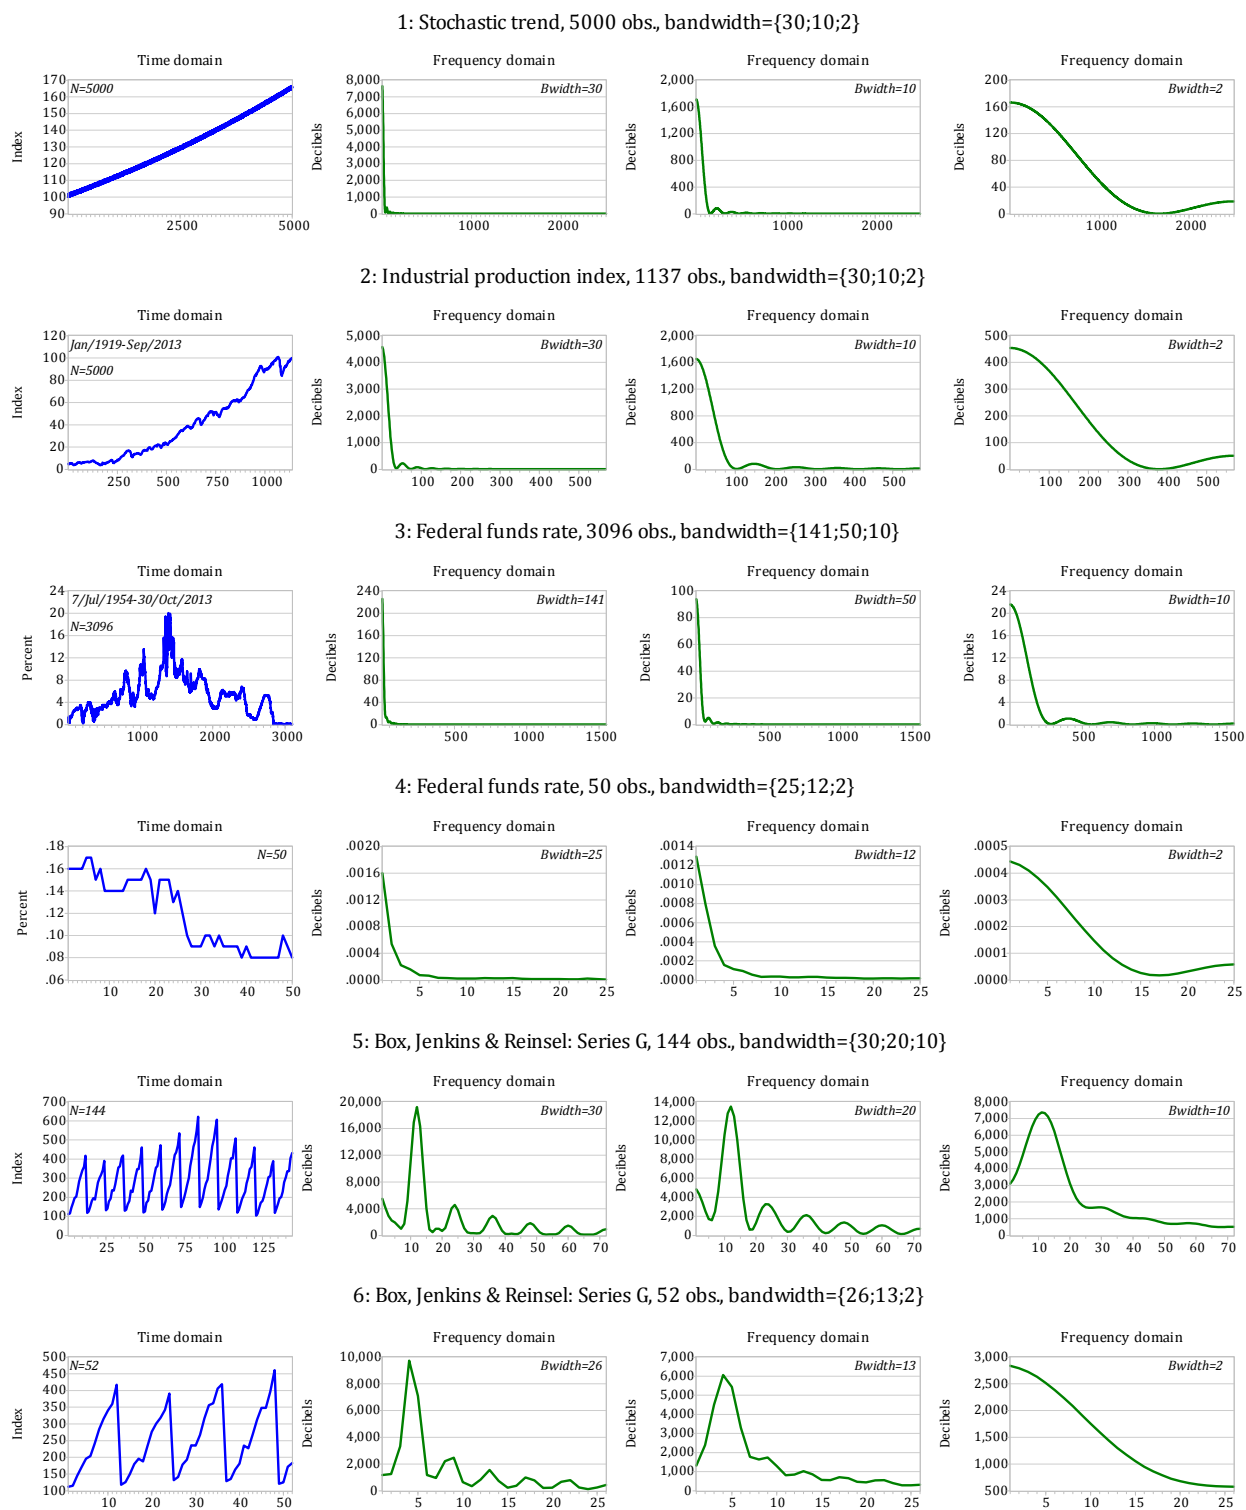 1: Stochastic trend, 5000 obs., bandwidth={30;10;2}
Time domain Frequency domain Frequency domain Frequency domain
Index
170
160
150
140
130
120
110
100
90
N=5000
2500 5000
Decibels
8,000
7,000
6,000
5,000
4,000
3,000
2,000
1,000
0
Bwidth=30
1000 2000
Decibels
2,000
1,600
1,200
800
400
0
Bwidth=10
1000 2000
Decibels
200
160
120
80
40
0
Bwidth=2
1000 2000
2: Industrial production index, 1137 obs., bandwidth={30;10;2}
Time domain Frequency domain Frequency domain Frequency domain
Index
120
100
80
60
40
20
0
Jan/1919-Sep/2013
N=5000
250 500 750 1000
Decibels
5,000
4,000
3,000
2,000
1,000
0
Bwidth=30
100 200 300 400 500
Decibels
2,000
1,600
1,200
800
400
0
Bwidth=10
100 200 300 400 500
Decibels
500
400
300
200
100
0
Bwidth=2
100 200 300 400 500
3: Federal funds rate, 3096 obs., bandwidth={141;50;10}
Time domain Frequency domain Frequency domain Frequency domain
Percent
24
20
16
12
8
4
0
7/Jul/1954-30/Oct/2013
N=3096
1000 2000 3000
Decibels
240
200
160
120
80
40
0
Bwidth=141
500 1000 1500
Decibels
100
80
60
40
20
0
Bwidth=50
500 1000 1500
Decibels
24
20
16
12
8
4
0
Bwidth=10
500 1000 1500
4: Federal funds rate, 50 obs., bandwidth={25;12;2}
Time domain Frequency domain Frequency domain Frequency domain
Percent
.18
.16
.14
.12
.10
.08
.06
N=50
10 20 30 40 50
Decibels
.0020
.0016
.0012
.0008
.0004
.0000
Bwidth=25
5 10 15 20 25
Decibels
.0014
.0012
.0010
.0008
.0006
.0004
.0002
.0000
Bwidth=12
5 10 15 20 25
Decibels
.0005
.0004
.0003
.0002
.0001
.0000
Bwidth=2
5 10 15 20 25
5: Box, Jenkins & Reinsel: Series G, 144 obs., bandwidth={30;20;10}
Time domain Frequency domain Frequency domain Frequency domain
Index
700
600
500
400
300
200
100
0
N=144
25 50 75 100 125
Decibels
20,000
16,000
12,000
8,000
4,000
0
Bwidth=30
10 20 30 40 50 60 70
Decibels
14,000
12,000
10,000
8,000
6,000
4,000
2,000
0
Bwidth=20
10 20 30 40 50 60 70
Decibels
8,000
7,000
6,000
5,000
4,000
3,000
2,000
1,000
0
Bwidth=10
10 20 30 40 50 60 70
6: Box, Jenkins & Reinsel: Series G, 52 obs., bandwidth={26;13;2}
Time domain Frequency domain Frequency domain Frequency domain
Index
500
450
400
350
300
250
200
150
100
N=52
10 20 30 40 50
Decibels
10,000
8,000
6,000
4,000
2,000
0
Bwidth=26
5 10 15 20 25
Decibels
7,000
6,000
5,000
4,000
3,000
2,000
1,000
0
Bwidth=13
5 10 15 20 25
Decibels
3,000
2,500
2,000
1,500
1,000
500
Bwidth=2
5 10 15 20 25